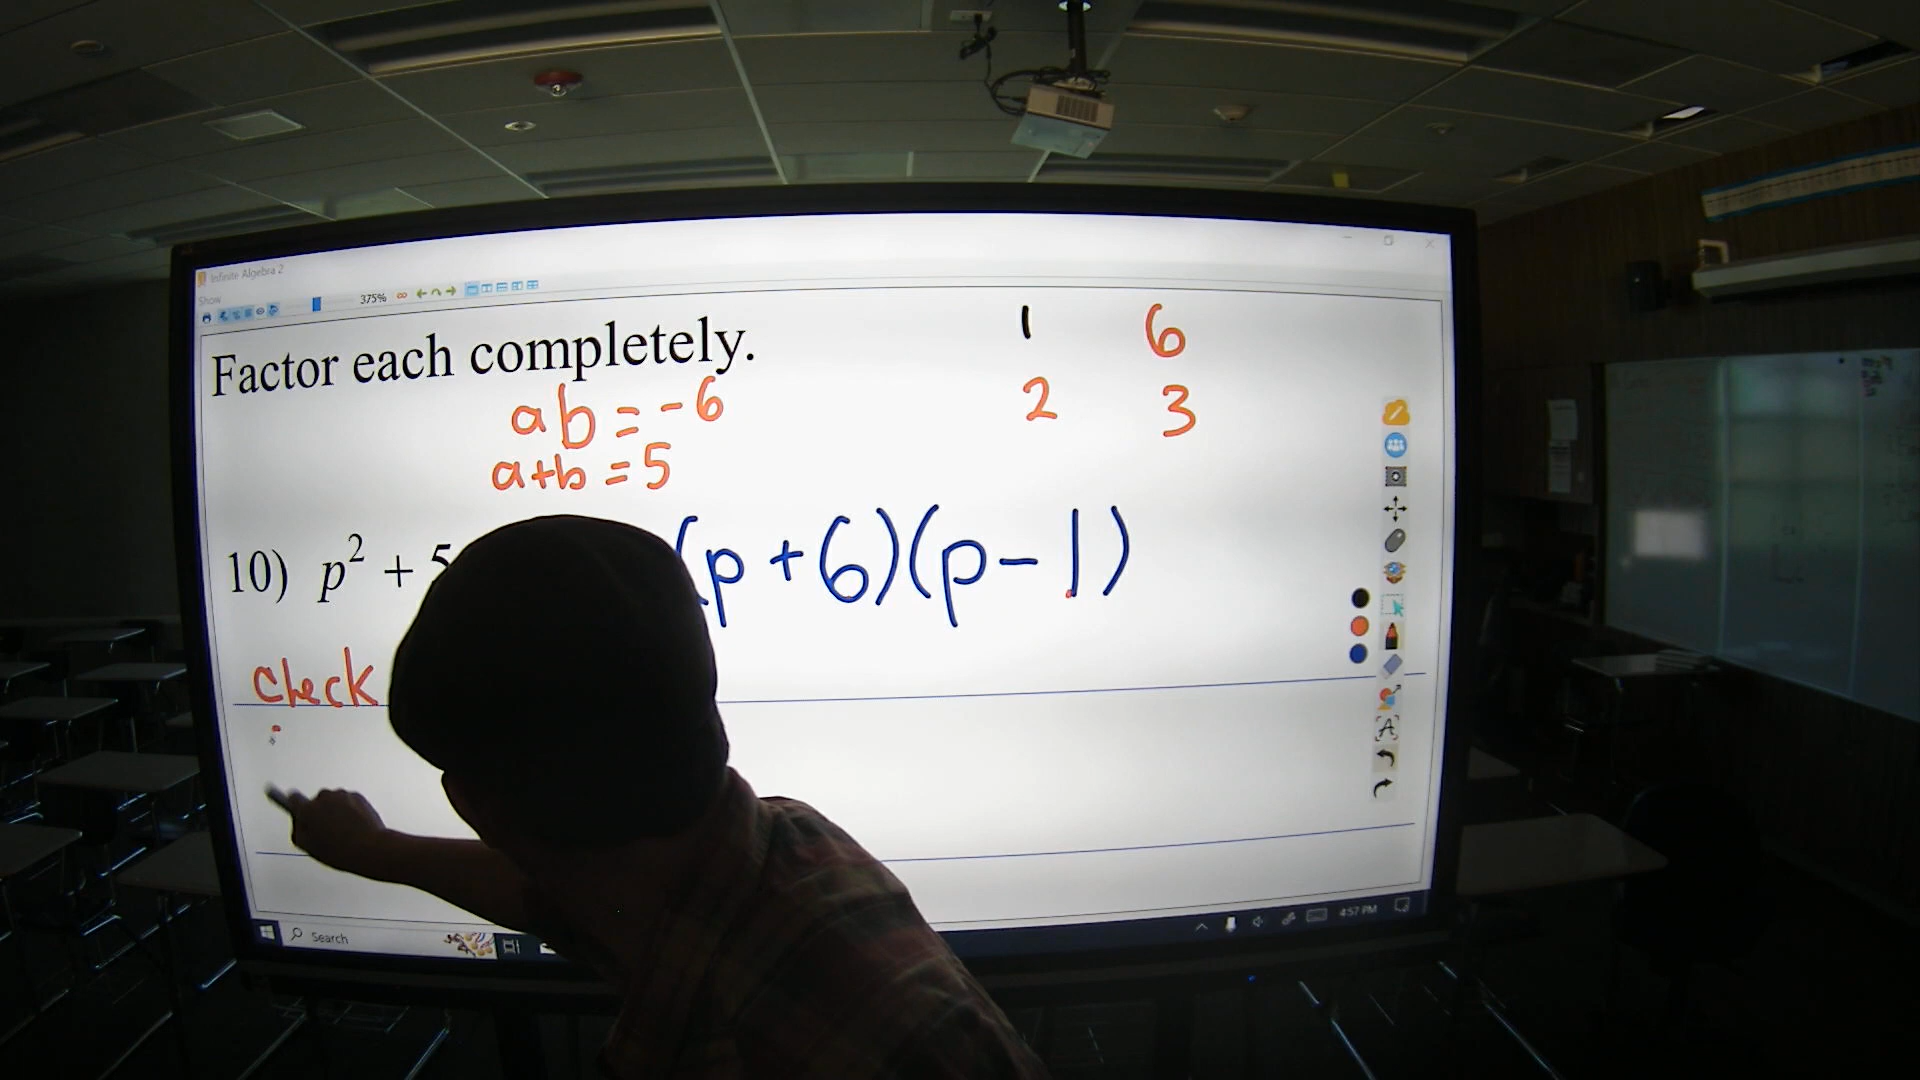 Infinite Algebra 2
Show
375%
Factor each completely.
1 6
2 3
ab = -6
a+b = 5
10) p² + 5 (p + 6)(p - 1)
check
Search
4:57 PM